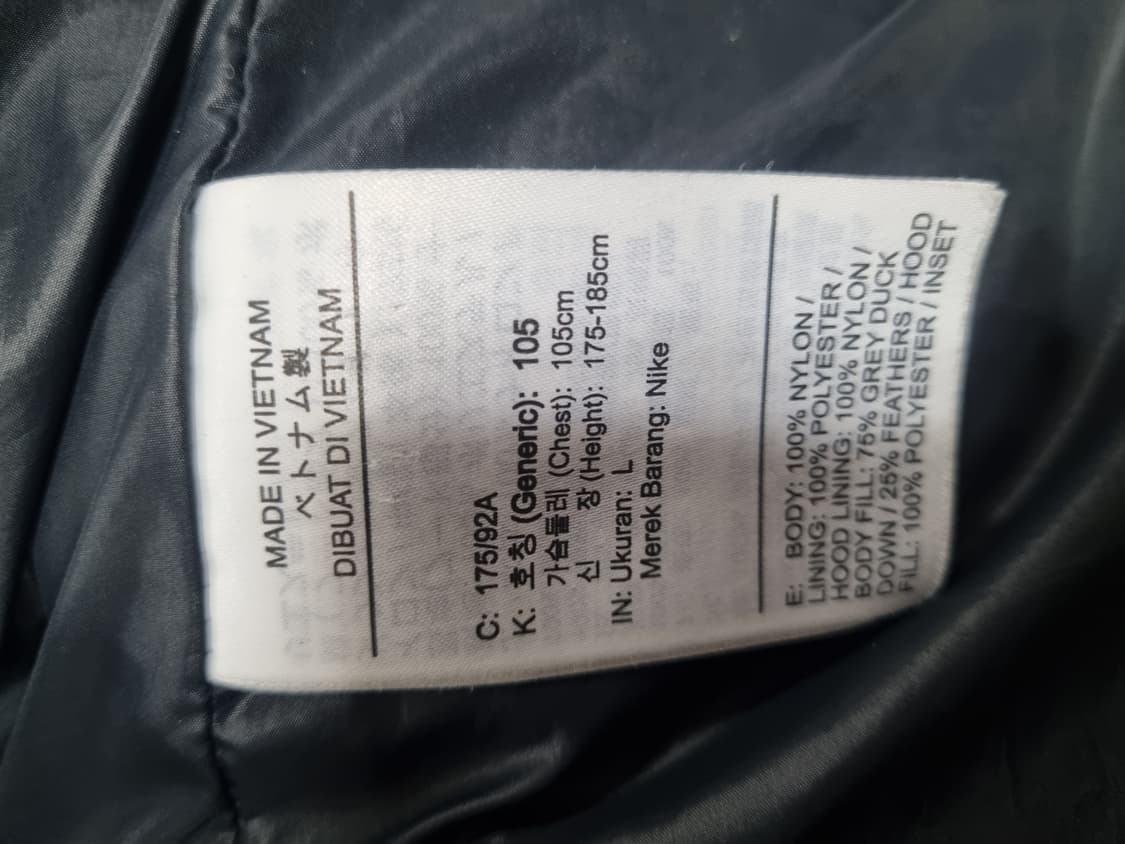 MADE IN VIETNAM
ベトナム製
DIBUAT DI VIETNAM
C: 175/92A
K: 호칭 (Generic): 105
가슴둘레 (Chest): 105cm
신 장 (Height): 175-185cm
IN: Ukuran: L
Merek Barang: Nike
E: BODY: 100% NYLON /
LINING: 100% POLYESTER /
HOOD LINING: 100% NYLON /
BODY FILL: 75% GREY DUCK
DOWN / 25% FEATHERS / HOOD
FILL: 100% POLYESTER / INSET